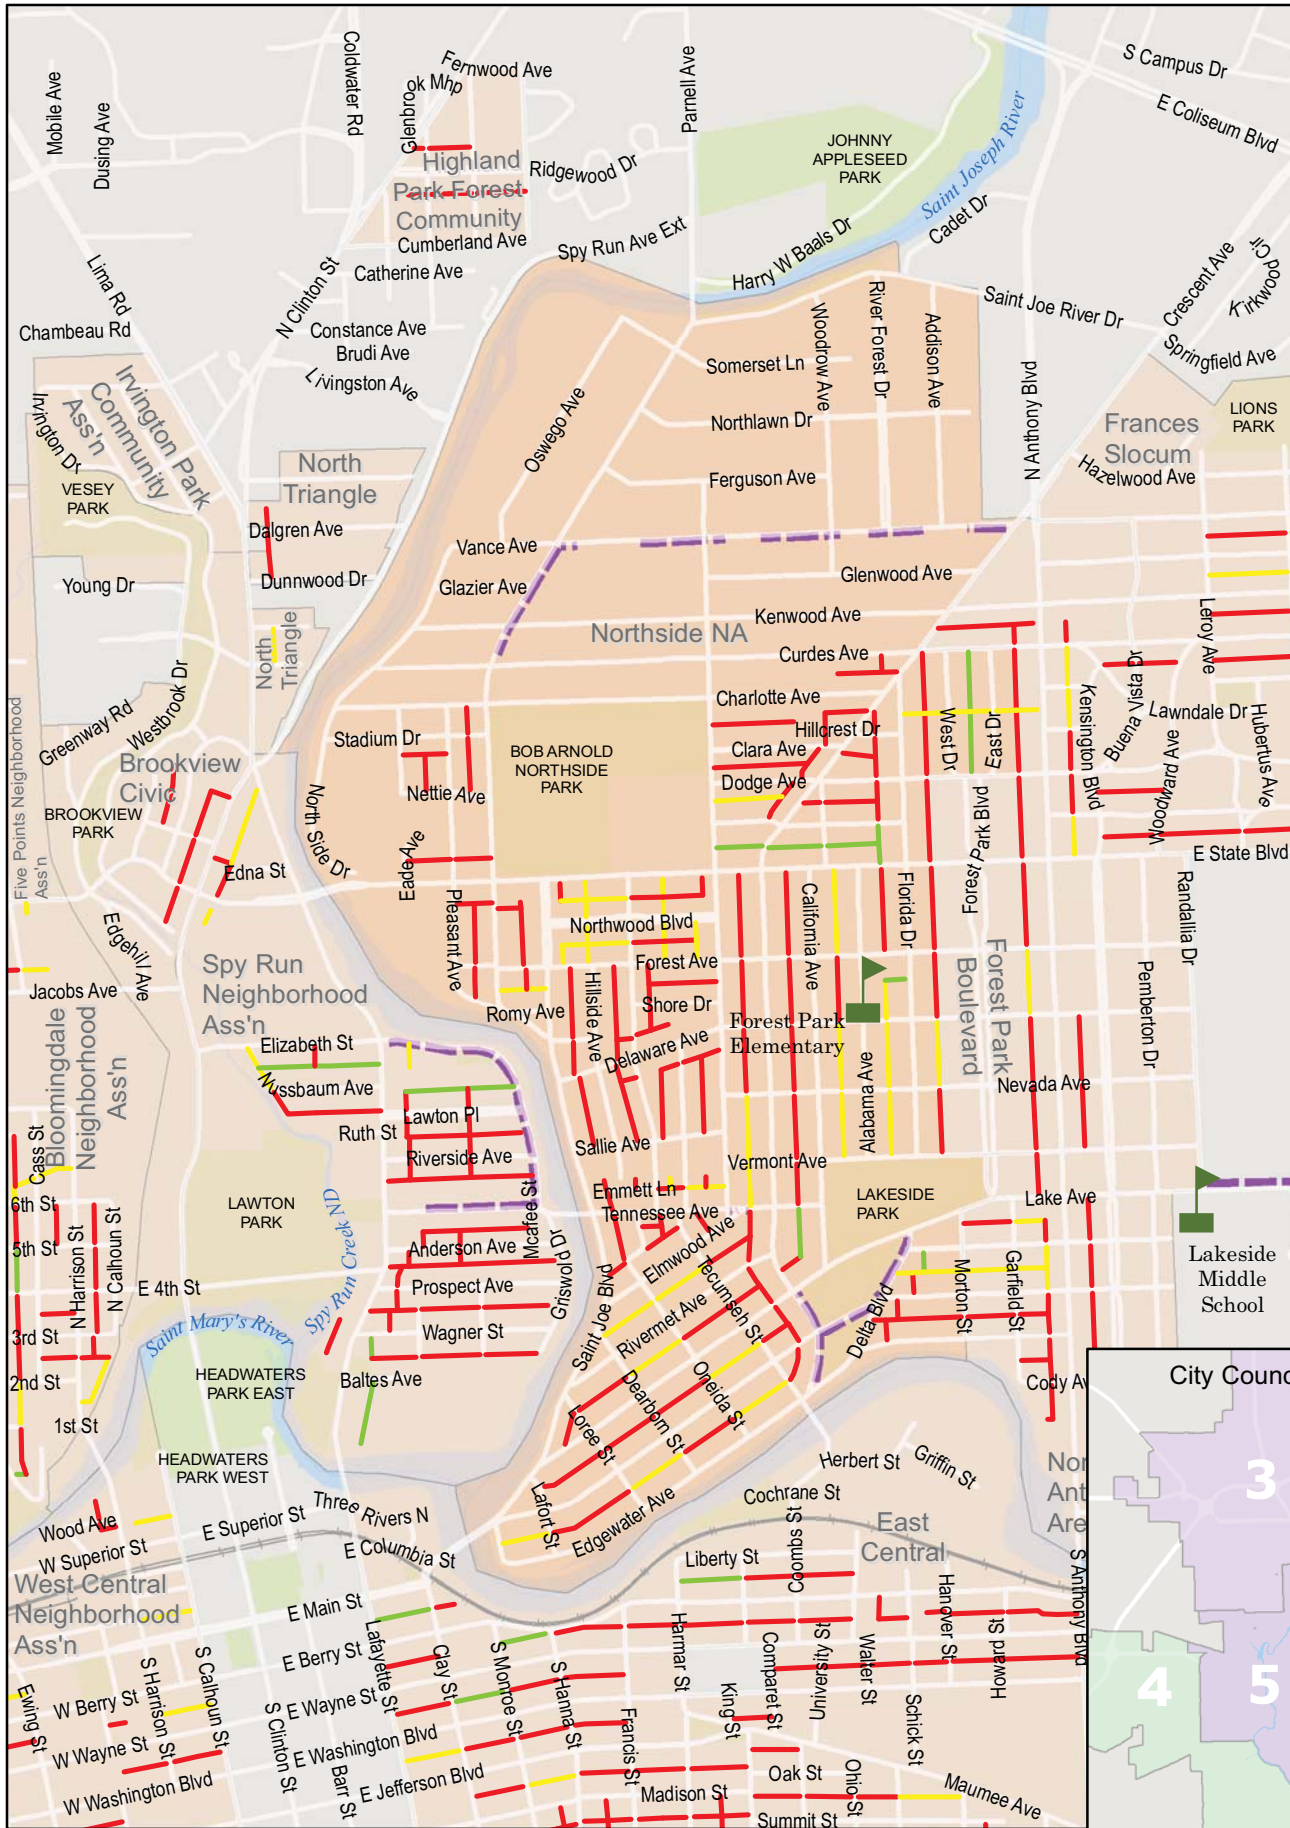 Mobile Ave
Dusing Ave
Coldwater Rd
Fernwood Ave
Glenbrook Mhp
Parnell Ave
S Campus Dr
E Coliseum Blvd
Highland
Park Forest
Community
Ridgewood Dr
JOHNNY
APPLESEED
PARK
Saint Joseph River
Cadet Dr
Cumberland Ave
Spy Run Ave Ext
Harry W Baals Dr
Catherine Ave
Lima Rd
N Clinton St
Chambeau Rd
Constance Ave
Brudi Ave
Livingston Ave
Crescent Ave
Kirkwood Cir
Springfield Ave
Saint Joe River Dr
Woodrow Ave
River Forest Dr
Addison Ave
Somerset Ln
Northlawn Dr
Ferguson Ave
Oswego Ave
N Anthony Blvd
LIONS
PARK
Frances
Slocum
Hazelwood Ave
Irvington Park
Community
Ass'n
Irvington Dr
VESEY
PARK
North
Triangle
Dalgren Ave
Dunnwood Dr
Young Dr
Vance Ave
Glazier Ave
Glenwood Ave
Kenwood Ave
Northside NA
Curdes Ave
Leroy Ave
North
Triangle
Westbrook Dr
Greenway Rd
Five Points Neighborhood
Ass'n
Brookview
Civic
BROOKVIEW
PARK
Stadium Dr
Nettie Ave
BOB ARNOLD
NORTHSIDE
PARK
Charlotte Ave
Hillcrest Dr
Clara Ave
Dodge Ave
West Dr
East Dr
Kensington Blvd
Buena Vista Dr
Lawndale Dr
Hubertus Ave
Woodward Ave
Forest Park Blvd
E State Blvd
North Side Dr
Edna St
Eade Ave
Pleasant Ave
Northwood Blvd
California Ave
Florida Dr
Randallia Dr
Edgehill Ave
Spy Run
Neighborhood
Ass'n
Jacobs Ave
Forest Ave
Hillside Ave
Shore Dr
Romy Ave
Forest Park
Elementary
Forest Park
Boulevard
Pemberton Dr
Bloomingdale
Neighborhood
Ass'n
Elizabeth St
Nussbaum Ave
Delaware Ave
Alabama Ave
Nevada Ave
Lawton Pl
Ruth St
Riverside Ave
Sallie Ave
Vermont Ave
Cass St
6th St
5th St
LAWTON
PARK
Emmett Ln
Tennessee Ave
LAKESIDE
PARK
Lake Ave
Mcafee St
N Harrison St
N Calhoun St
Spy Run Creek ND
Anderson Ave
Griswold Dr
Elmwood Ave
Lakeside
Middle
School
E 4th St
Prospect Ave
Saint Joe Blvd
Tecumseh St
Morton St
Garfield St
Delta Blvd
Saint Mary's River
3rd St
Wagner St
Rivermet Ave
2nd St
HEADWATERS
PARK EAST
Baltes Ave
Oneida St
Dearborn St
Cody Av
City Counc
1st St
Loree St
HEADWATERS
PARK WEST
Herbert St
Griffin St
Nor
Ant
Are
3
Cochrane St
Lafort St
Edgewater Ave
Three Rivers N
Wood Ave
E Superior St
W Superior St
E Columbia St
Coombs St
East
Central
Liberty St
S Anthony Blvd
West Central
Neighborhood
Ass'n
E Main St
Lafayette St
Hanover St
Howard St
E Berry St
Clay St
S Monroe St
S Hanna St
Harmar St
Comparet St
University St
Walter St
Schick St
4
5
Ewing St
W Berry St
S Harrison St
S Calhoun St
E Wayne St
Francis St
King St
W Wayne St
S Clinton St
E Washington Blvd
Oak St
Ohio St
Maumee Ave
W Washington Blvd
Barr St
E Jefferson Blvd
Madison St
Summit St